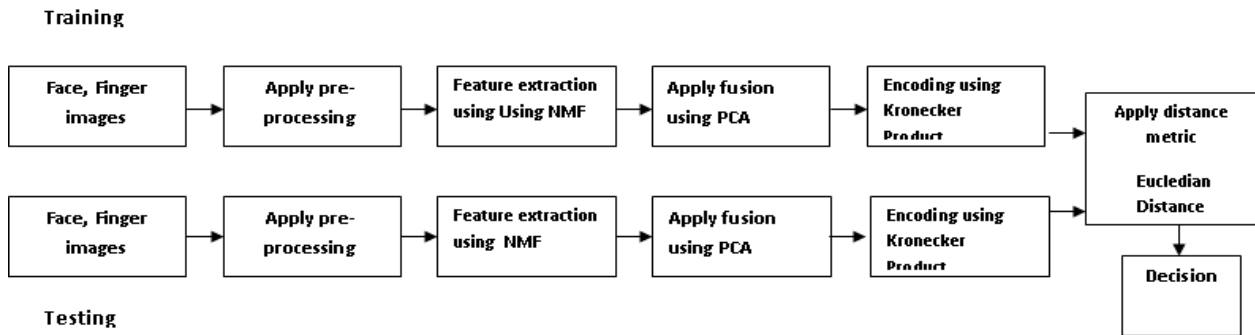 Training
Face, Finger
images
Apply pre-
processing
Feature extraction
using Using NMF
Apply fusion
using PCA
Encoding using
Kronecker
Product
Apply distance
metric
Eucledian
Distance
Face, Finger
images
Apply pre-
processing
Feature extraction
using NMF
Apply fusion
using PCA
Encoding using
Kronecker
Product
Decision
Testing